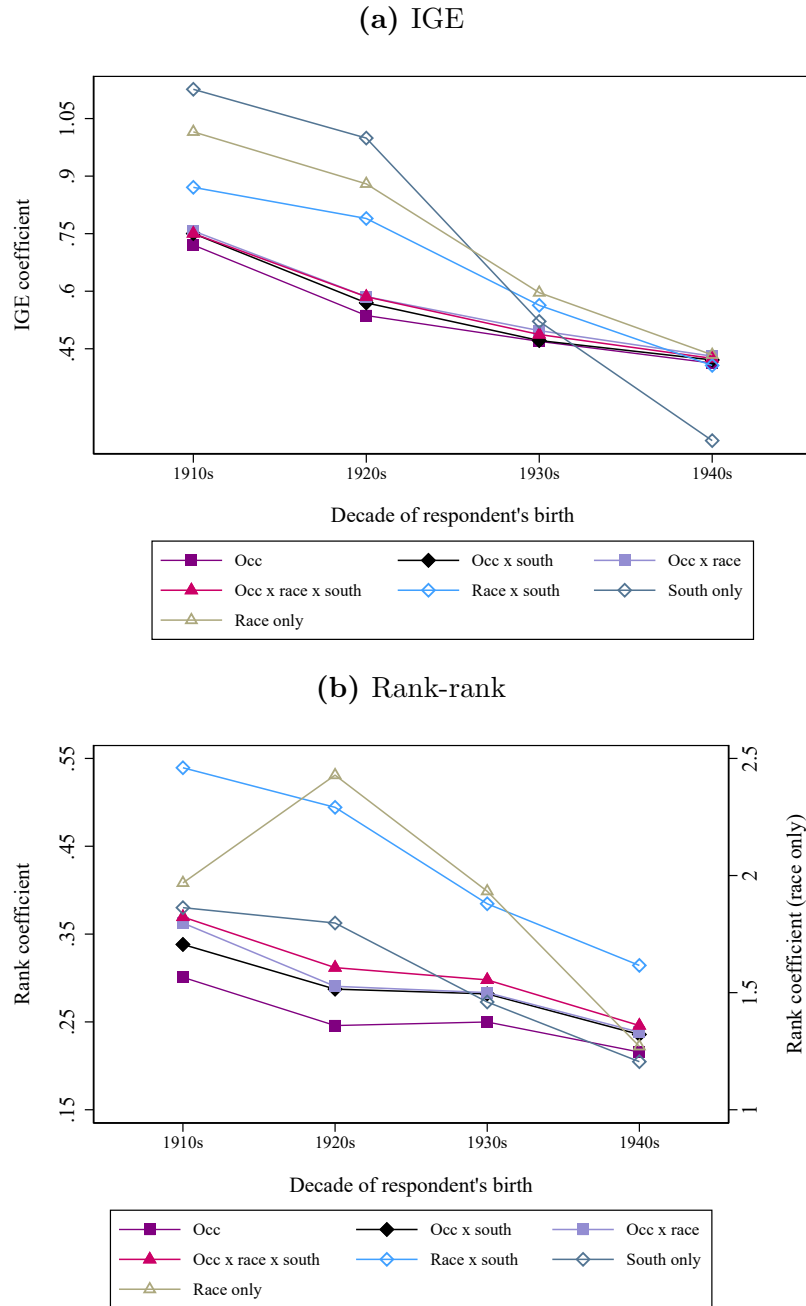 (a) IGE
1.05
.9
.75
.6
.45
IGE coefficient
1910s 1920s 1930s 1940s
Decade of respondent's birth
Occ Occ x south Occ x race
Occ x race x south Race x south South only
Race only
(b) Rank-rank
.55
.45
.35
.25
.15
Rank coefficient
2.5
2
1.5
1
Rank coefficient (race only)
1910s 1920s 1930s 1940s
Decade of respondent's birth
Occ Occ x south Occ x race
Occ x race x south Race x south South only
Race only